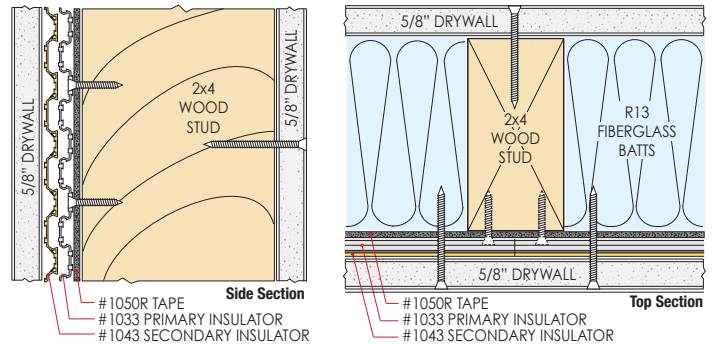 5/8" DRYWALL
2x4
WOOD
STUD
5/8" DRYWALL
Side Section
#1050R TAPE
#1033 PRIMARY INSULATOR
#1043 SECONDARY INSULATOR
5/8" DRYWALL
2x4
WOOD
STUD
R13
FIBERGLASS
BATTS
5/8" DRYWALL
Top Section
#1050R TAPE
#1033 PRIMARY INSULATOR
#1043 SECONDARY INSULATOR